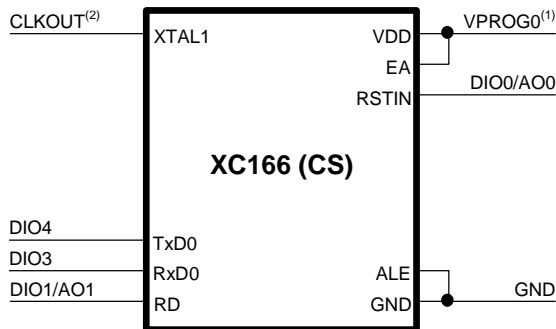 CLKOUT(2)
XTAL1
VDD
VPROG0(1)
EA
RSTIN
DIO0/AO0
XC166 (CS)
DIO4
TxD0
DIO3
RxD0
ALE
DIO1/AO1
RD
GND
GND